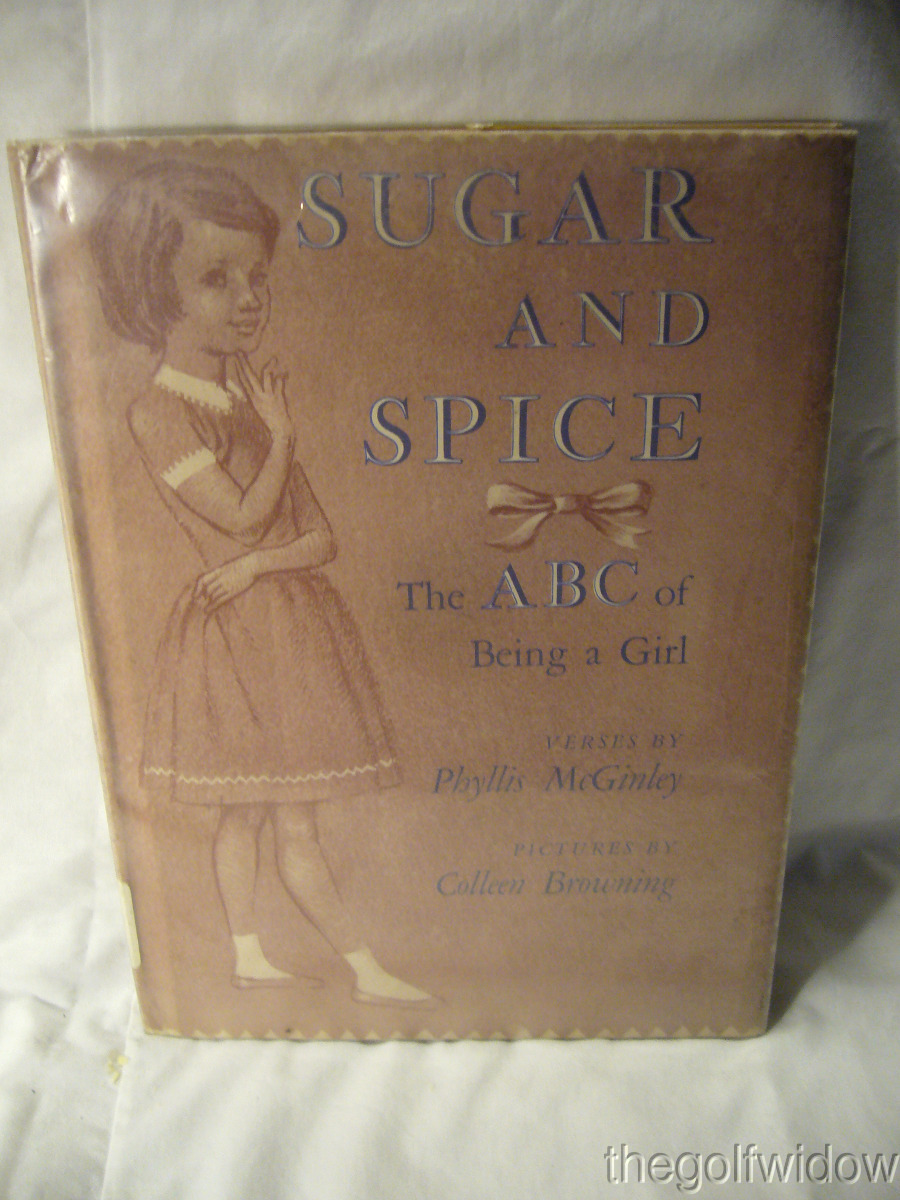 SUGAR
AND
SPICE
The ABC of
Being a Girl
VERSES BY
Phyllis McGinley
PICTURES BY
Colleen Browning
thegolfwidow